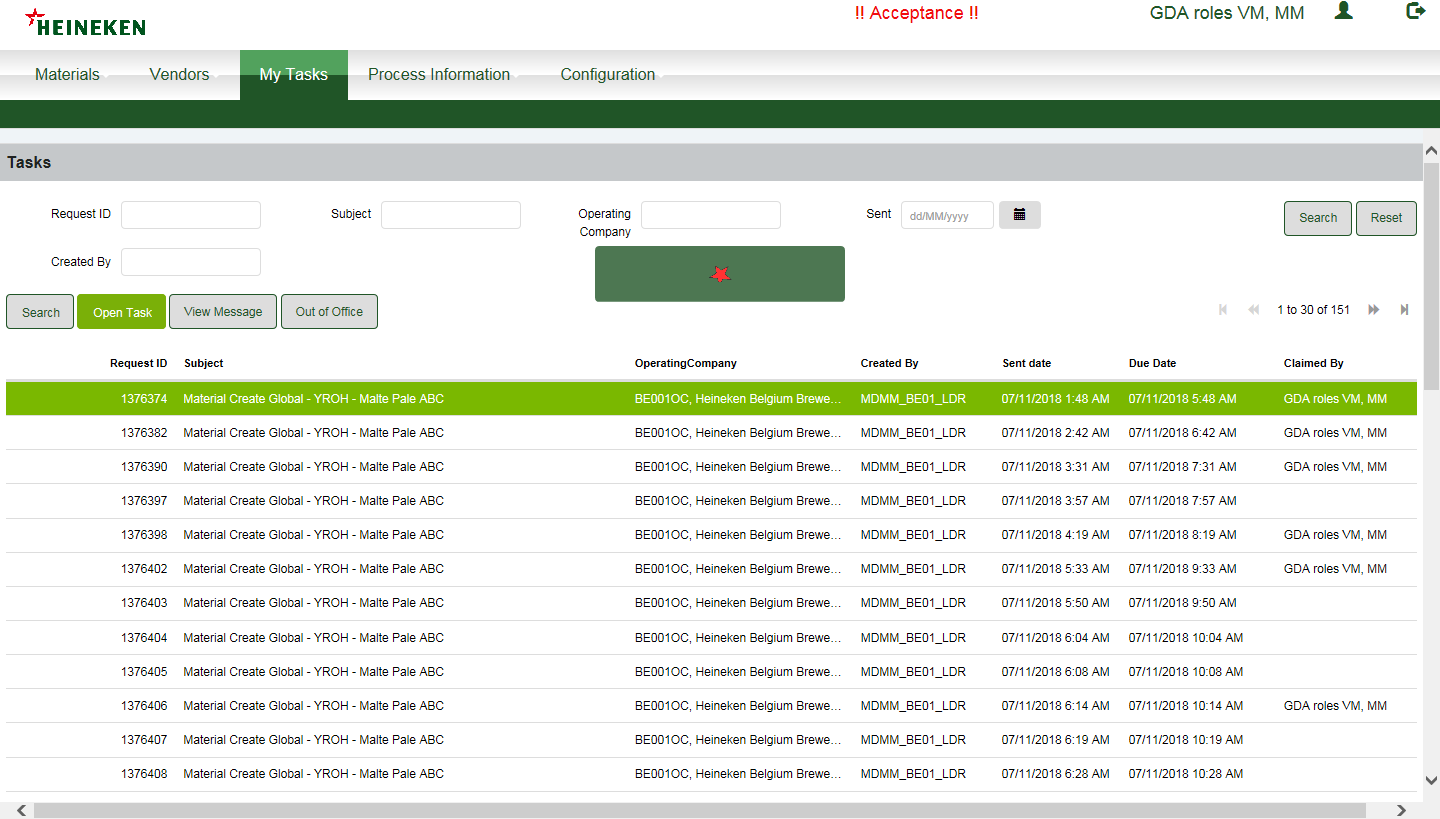 HEINEKEN
!! Acceptance !!
GDA roles VM, MM
Materials
Vendors
My Tasks
Process Information
Configuration
Tasks
Request ID
Subject
Operating Company
Sent
dd/MM/yyyy
Search
Reset
Created By
Search
Open Task
View Message
Out of Office
1 to 30 of 151
Request ID Subject OperatingCompany Created By Sent date Due Date Claimed By
1376374 Material Create Global - YROH - Malte Pale ABC BE001OC, Heineken Belgium Brewe... MDMM_BE01_LDR 07/11/2018 1:48 AM 07/11/2018 5:48 AM GDA roles VM, MM
1376382 Material Create Global - YROH - Malte Pale ABC BE001OC, Heineken Belgium Brewe... MDMM_BE01_LDR 07/11/2018 2:42 AM 07/11/2018 6:42 AM GDA roles VM, MM
1376390 Material Create Global - YROH - Malte Pale ABC BE001OC, Heineken Belgium Brewe... MDMM_BE01_LDR 07/11/2018 3:31 AM 07/11/2018 7:31 AM GDA roles VM, MM
1376397 Material Create Global - YROH - Malte Pale ABC BE001OC, Heineken Belgium Brewe... MDMM_BE01_LDR 07/11/2018 3:57 AM 07/11/2018 7:57 AM
1376398 Material Create Global - YROH - Malte Pale ABC BE001OC, Heineken Belgium Brewe... MDMM_BE01_LDR 07/11/2018 4:19 AM 07/11/2018 8:19 AM GDA roles VM, MM
1376402 Material Create Global - YROH - Malte Pale ABC BE001OC, Heineken Belgium Brewe... MDMM_BE01_LDR 07/11/2018 5:33 AM 07/11/2018 9:33 AM GDA roles VM, MM
1376403 Material Create Global - YROH - Malte Pale ABC BE001OC, Heineken Belgium Brewe... MDMM_BE01_LDR 07/11/2018 5:50 AM 07/11/2018 9:50 AM
1376404 Material Create Global - YROH - Malte Pale ABC BE001OC, Heineken Belgium Brewe... MDMM_BE01_LDR 07/11/2018 6:04 AM 07/11/2018 10:04 AM
1376405 Material Create Global - YROH - Malte Pale ABC BE001OC, Heineken Belgium Brewe... MDMM_BE01_LDR 07/11/2018 6:08 AM 07/11/2018 10:08 AM
1376406 Material Create Global - YROH - Malte Pale ABC BE001OC, Heineken Belgium Brewe... MDMM_BE01_LDR 07/11/2018 6:14 AM 07/11/2018 10:14 AM GDA roles VM, MM
1376407 Material Create Global - YROH - Malte Pale ABC BE001OC, Heineken Belgium Brewe... MDMM_BE01_LDR 07/11/2018 6:19 AM 07/11/2018 10:19 AM
1376408 Material Create Global - YROH - Malte Pale ABC BE001OC, Heineken Belgium Brewe... MDMM_BE01_LDR 07/11/2018 6:28 AM 07/11/2018 10:28 AM